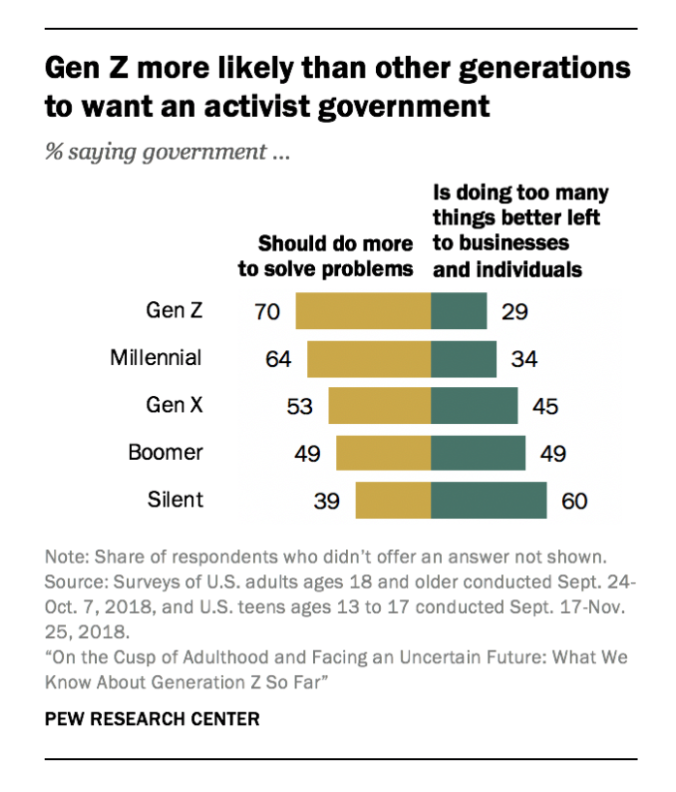 Gen Z more likely than other generations
to want an activist government
% saying government ...
Should do more
to solve problems
Is doing too many
things better left
to businesses
and individuals
Gen Z 70 29
Millennial 64 34
Gen X 53 45
Boomer 49 49
Silent 39 60
Note: Share of respondents who didn’t offer an answer not shown.
Source: Surveys of U.S. adults ages 18 and older conducted Sept. 24-
Oct. 7, 2018, and U.S. teens ages 13 to 17 conducted Sept. 17-Nov.
25, 2018.
“On the Cusp of Adulthood and Facing an Uncertain Future: What We
Know About Generation Z So Far”
PEW RESEARCH CENTER